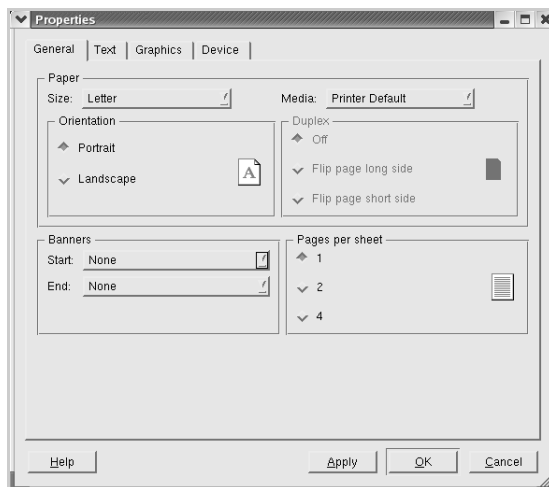 Properties
General Text Graphics Device
Paper
Size: Letter Media: Printer Default
Orientation
Portrait
Landscape
A
Duplex
Off
Flip page long side
Flip page short side
Banners
Start: None
End: None
Pages per sheet
1
2
4
Help Apply OK Cancel